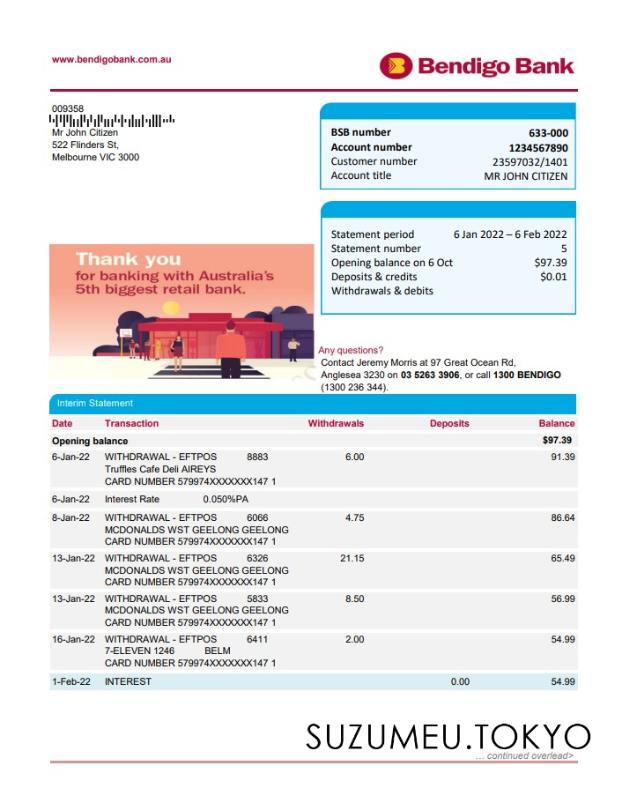 www.bendigobank.com.au
Bendigo Bank
009358
Mr John Citizen
522 Flinders St,
Melbourne VIC 3000
BSB number 633-000
Account number 1234567890
Customer number 23597032/1401
Account title MR JOHN CITIZEN
Statement period 6 Jan 2022 – 6 Feb 2022
Statement number 5
Opening balance on 6 Oct $97.39
Deposits & credits $0.01
Withdrawals & debits
Thank you
for banking with Australia's
5th biggest retail bank.
Any questions?
Contact Jeremy Morris at 97 Great Ocean Rd,
Anglesea 3230 on 03 5263 3906, or call 1300 BENDIGO
(1300 236 344).
Interim Statement
Date Transaction Withdrawals Deposits Balance
Opening balance $97.39
6-Jan-22 WITHDRAWAL - EFTPOS 8883 6.00 91.39
Truffles Cafe Deli AIREYS
CARD NUMBER 579974XXXXXXX147 1
6-Jan-22 Interest Rate 0.050%PA
8-Jan-22 WITHDRAWAL - EFTPOS 6066 4.75 86.64
MCDONALDS WST GEELONG GEELONG
CARD NUMBER 579974XXXXXXX147 1
13-Jan-22 WITHDRAWAL - EFTPOS 6326 21.15 65.49
MCDONALDS WST GEELONG GEELONG
CARD NUMBER 579974XXXXXXX147 1
13-Jan-22 WITHDRAWAL - EFTPOS 5833 8.50 56.99
MCDONALDS WST GEELONG GEELONG
CARD NUMBER 579974XXXXXXX147 1
16-Jan-22 WITHDRAWAL - EFTPOS 6411 2.00 54.99
7-ELEVEN 1246 BELM
CARD NUMBER 579974XXXXXXX147 1
1-Feb-22 INTEREST 0.00 54.99
SUZUMEU.TOKYO
... continued overlead>